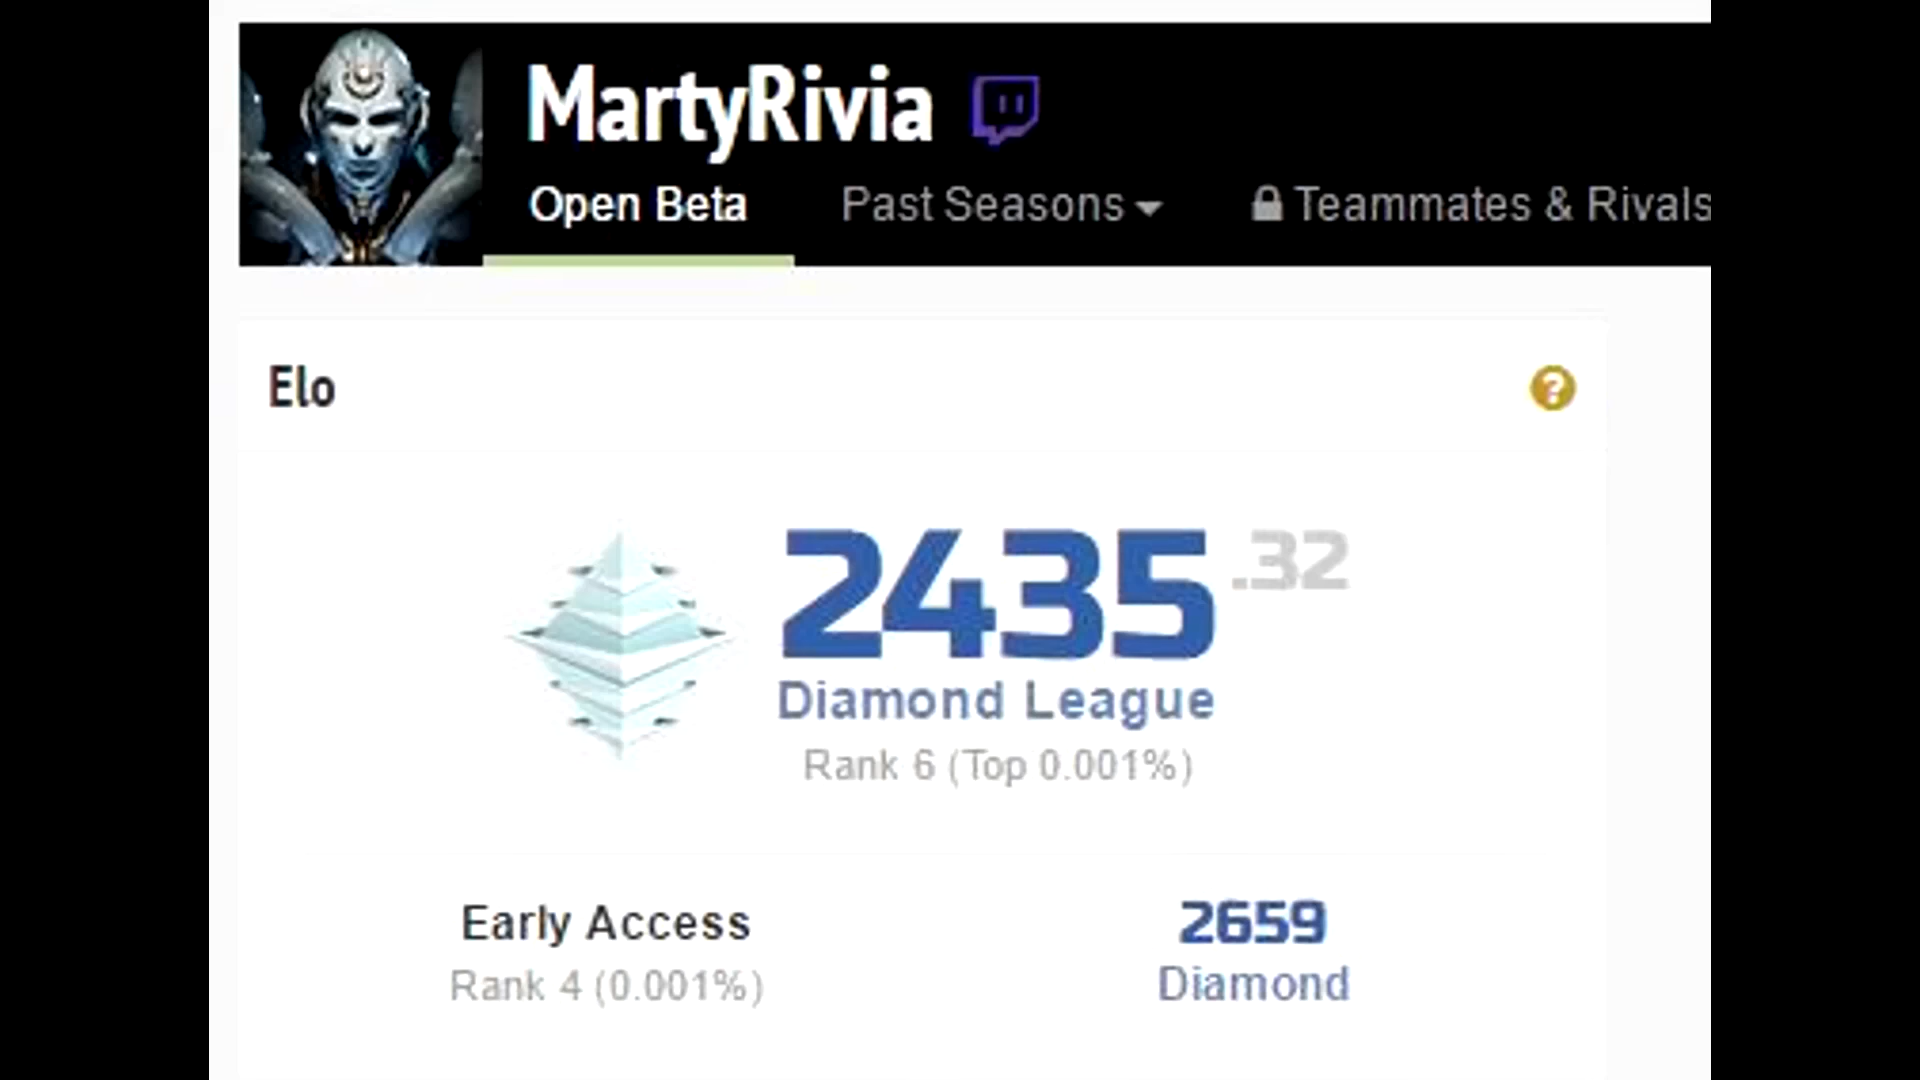 MartyRivia
Open Beta Past Seasons Teammates & Rivals
Elo
?
2435.32
Diamond League
Rank 6 (Top 0.001%)
Early Access 2659
Rank 4 (0.001%) Diamond